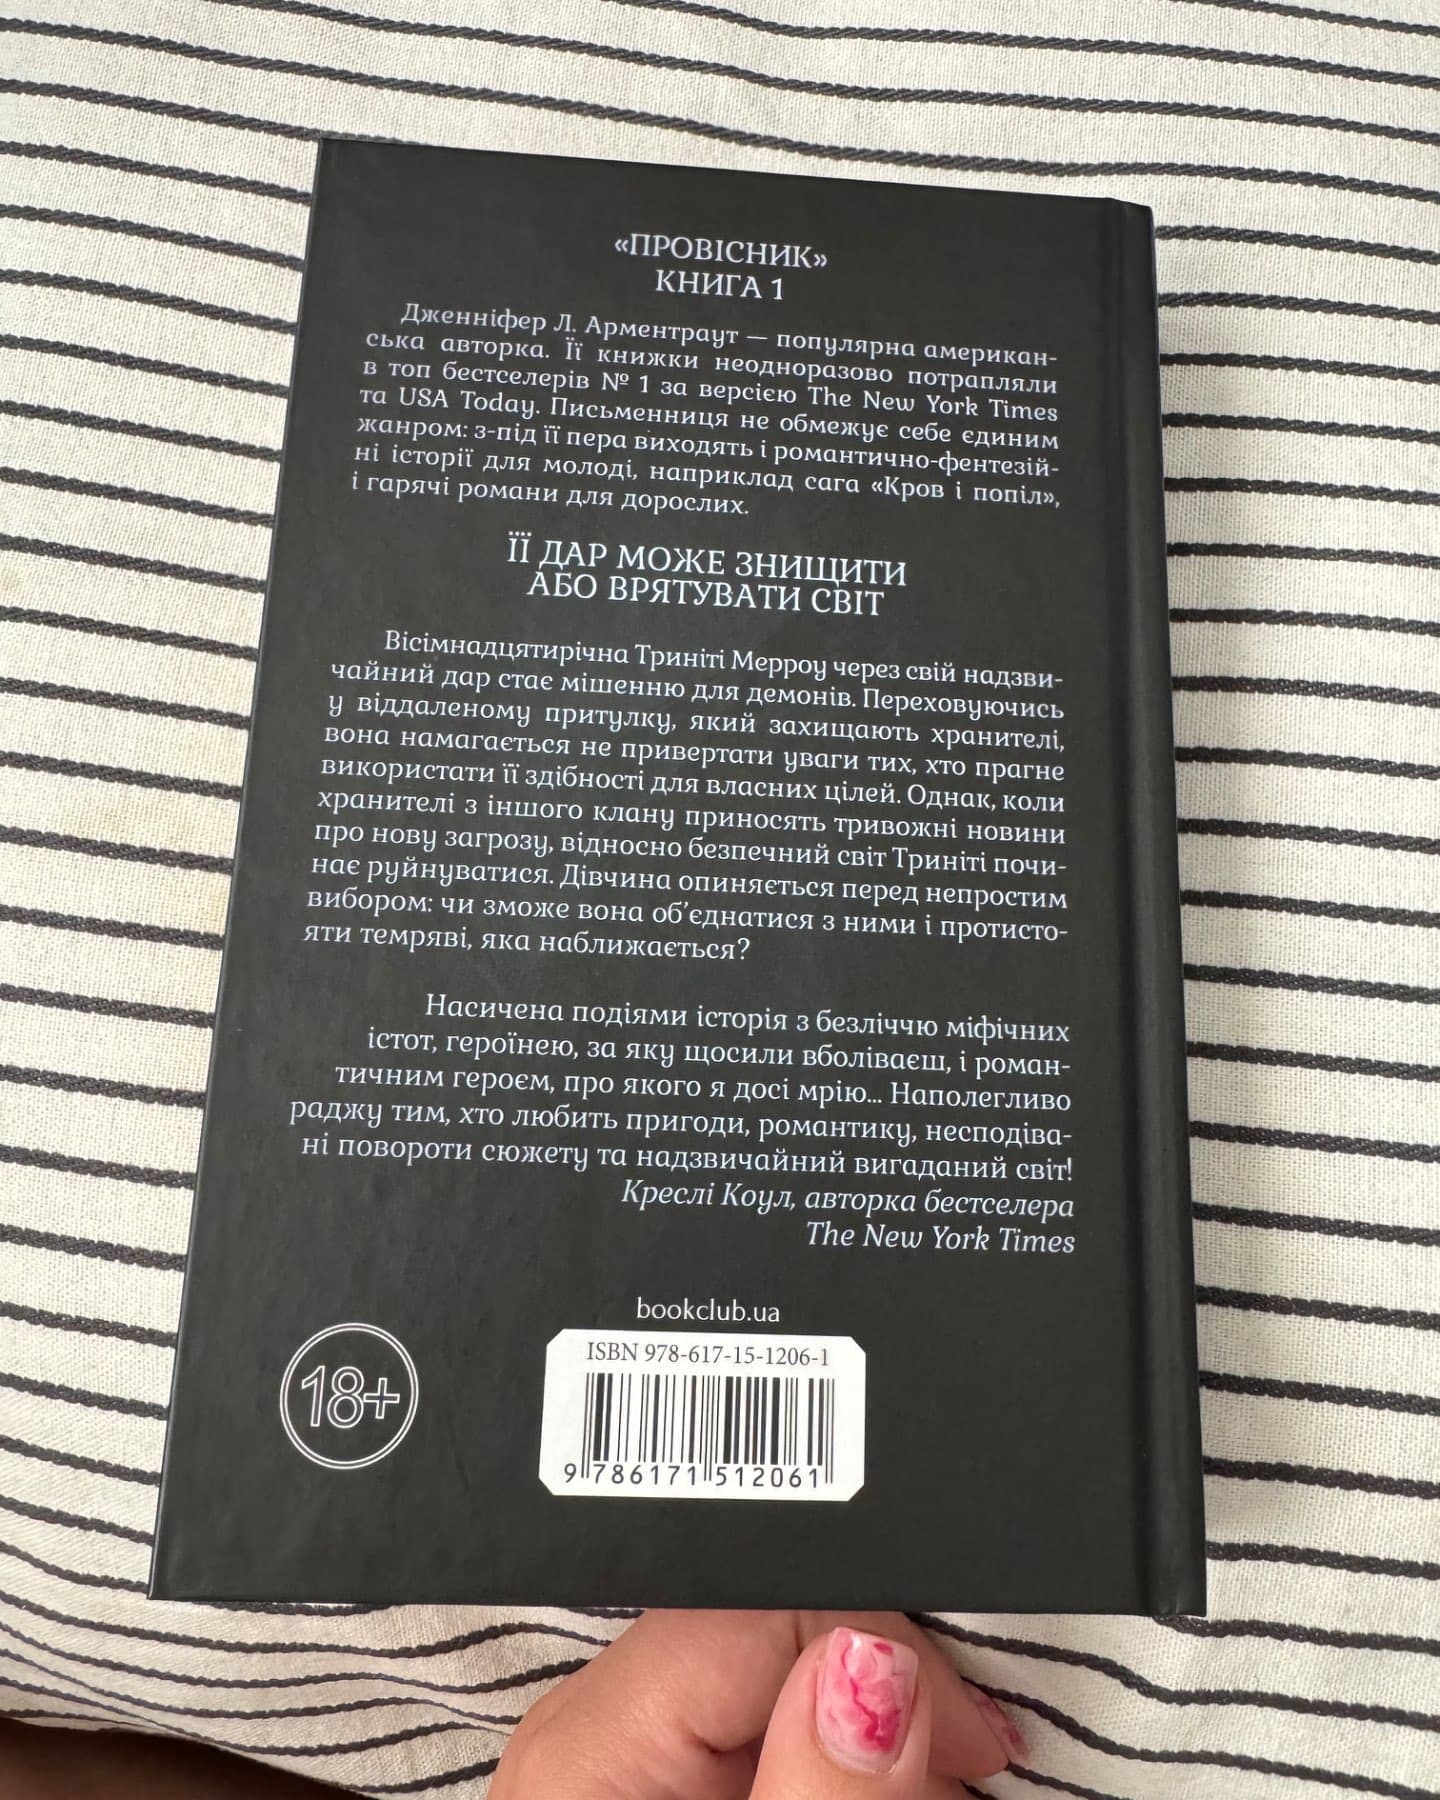 «ПРОВІСНИК»
КНИГА 1
Дженніфер Л. Арментраут — популярна американ-
ська авторка. Її книжки неодноразово потрапляли
в топ бестселерів № 1 за версією The New York Times
та USA Today. Письменниця не обмежує себе єдиним
жанром: з-під її пера виходять і романтично-фентезій-
ні історії для молоді, наприклад сага «Кров і попіл»,
і гарячі романи для дорослих.
ЇЇ ДАР МОЖЕ ЗНИЩИТИ
АБО ВРЯТУВАТИ СВІТ
Вісімнадцятирічна Триніті Мерроу через свій надзви-
чайний дар стає мішенню для демонів. Переховуючись
у віддаленому притулку, який захищають хранителі,
вона намагається не привертати уваги тих, хто прагне
використати її здібності для власних цілей. Однак, коли
хранителі з іншого клану приносять тривожні новини
про нову загрозу, відносно безпечний світ Триніті почи-
нає руйнуватися. Дівчина опиняється перед непростим
вибором: чи зможе вона об’єднатися з ними і протисто-
яти темряві, яка наближається?
Насичена подіями історія з безліччю міфічних
істот, героїнею, за яку щосили вболіваєш, і роман-
тичним героєм, про якого я досі мрію... Наполегливо
раджу тим, хто любить пригоди, романтику, несподіва-
ні повороти сюжету та надзвичайний вигаданий світ!
Креслі Коул, авторка бестселера
The New York Times
bookclub.ua
18+
ISBN 978-617-15-1206-1
9 786171 512061